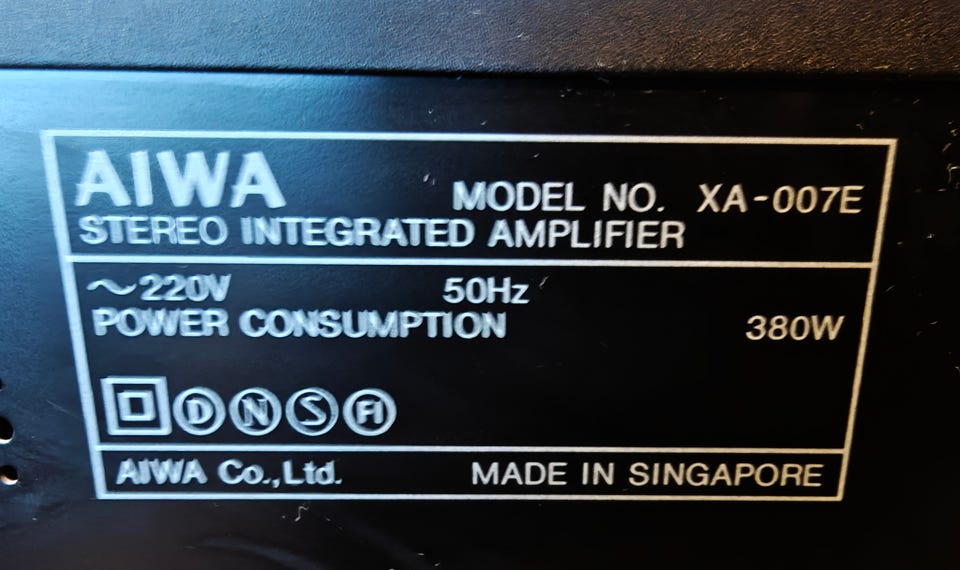 AIWA
MODEL NO. XA-007E
STEREO INTEGRATED AMPLIFIER
～220V 50Hz
POWER CONSUMPTION 380W
D N S FI
AIWA Co.,Ltd. MADE IN SINGAPORE